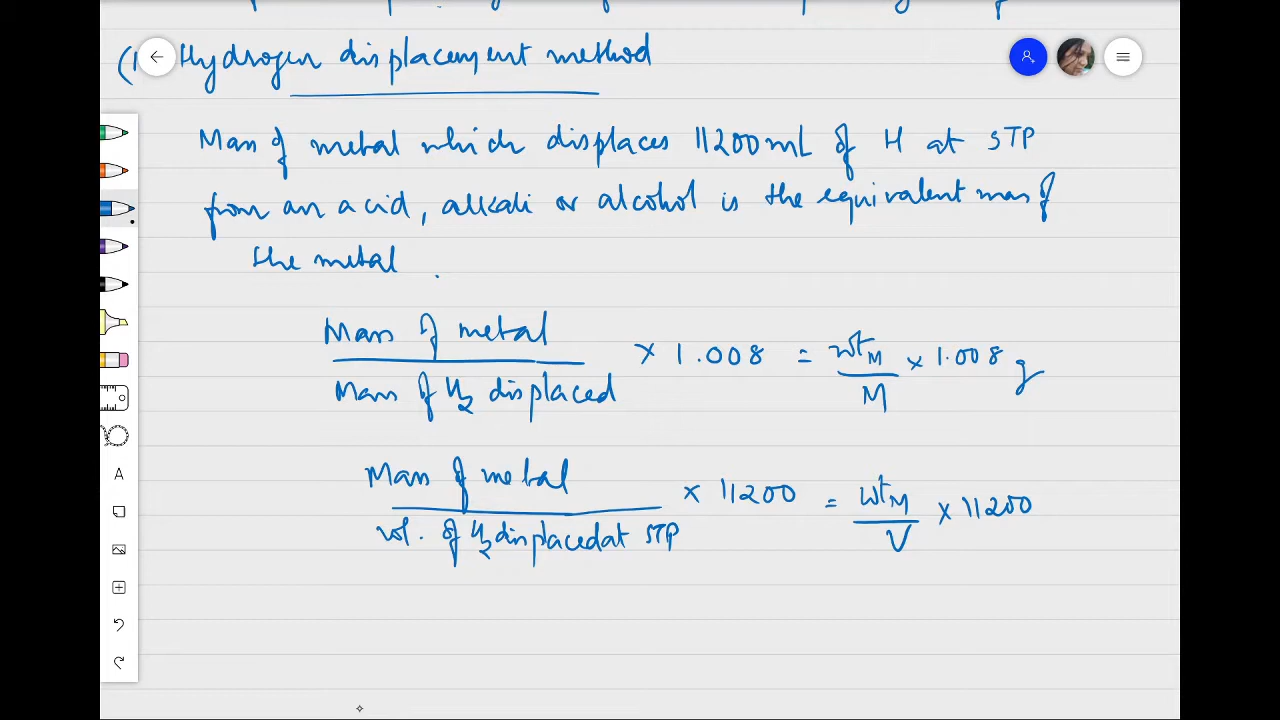 (1) Hydrogen displacement method
Mass of metal which displaces 11200 mL of H at STP
from an acid, alkali or alcohol is the equivalent mass of
the metal.
Mass of metal / Mass of H2 displaced × 1.008 = wtM / M × 1.008 g
Mass of metal / vol. of H2 displaced at STP × 11200 = wtM / V × 11200
A